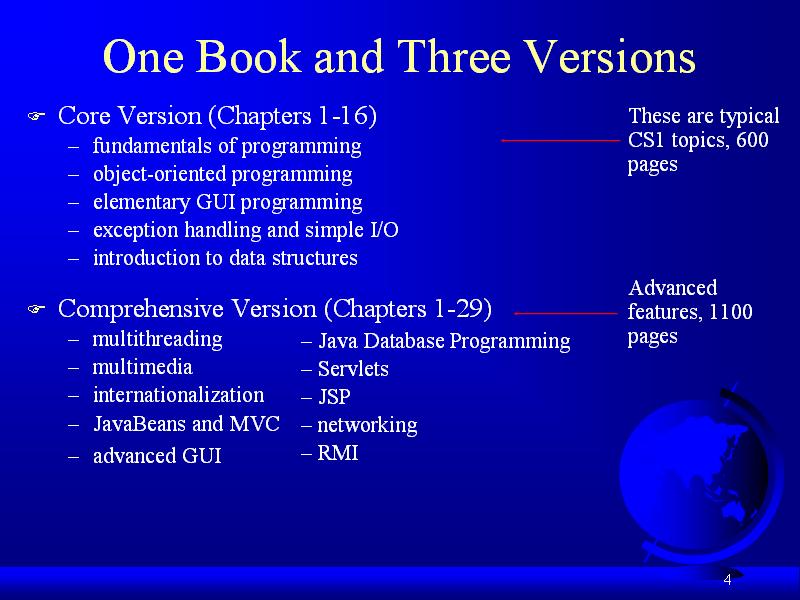 One Book and Three Versions
☞ Core Version (Chapters 1-16)
– fundamentals of programming
– object-oriented programming
– elementary GUI programming
– exception handling and simple I/O
– introduction to data structures
These are typical
CS1 topics, 600
pages
☞ Comprehensive Version (Chapters 1-29)
– multithreading
– multimedia
– internationalization
– JavaBeans and MVC
– advanced GUI
– Java Database Programming
– Servlets
– JSP
– networking
– RMI
Advanced
features, 1100
pages
4